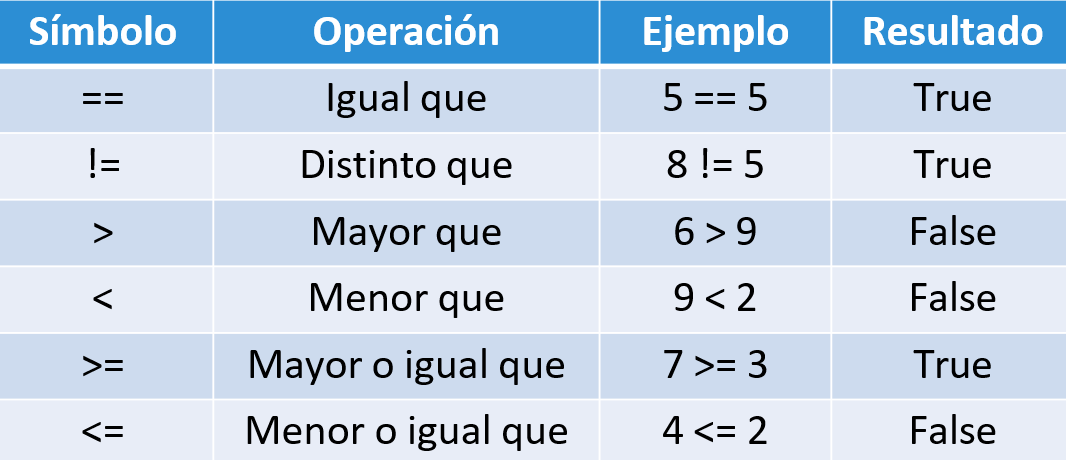 Símbolo Operación Ejemplo Resultado
== Igual que 5 == 5 True
!= Distinto que 8 != 5 True
> Mayor que 6 > 9 False
< Menor que 9 < 2 False
>= Mayor o igual que 7 >= 3 True
<= Menor o igual que 4 <= 2 False